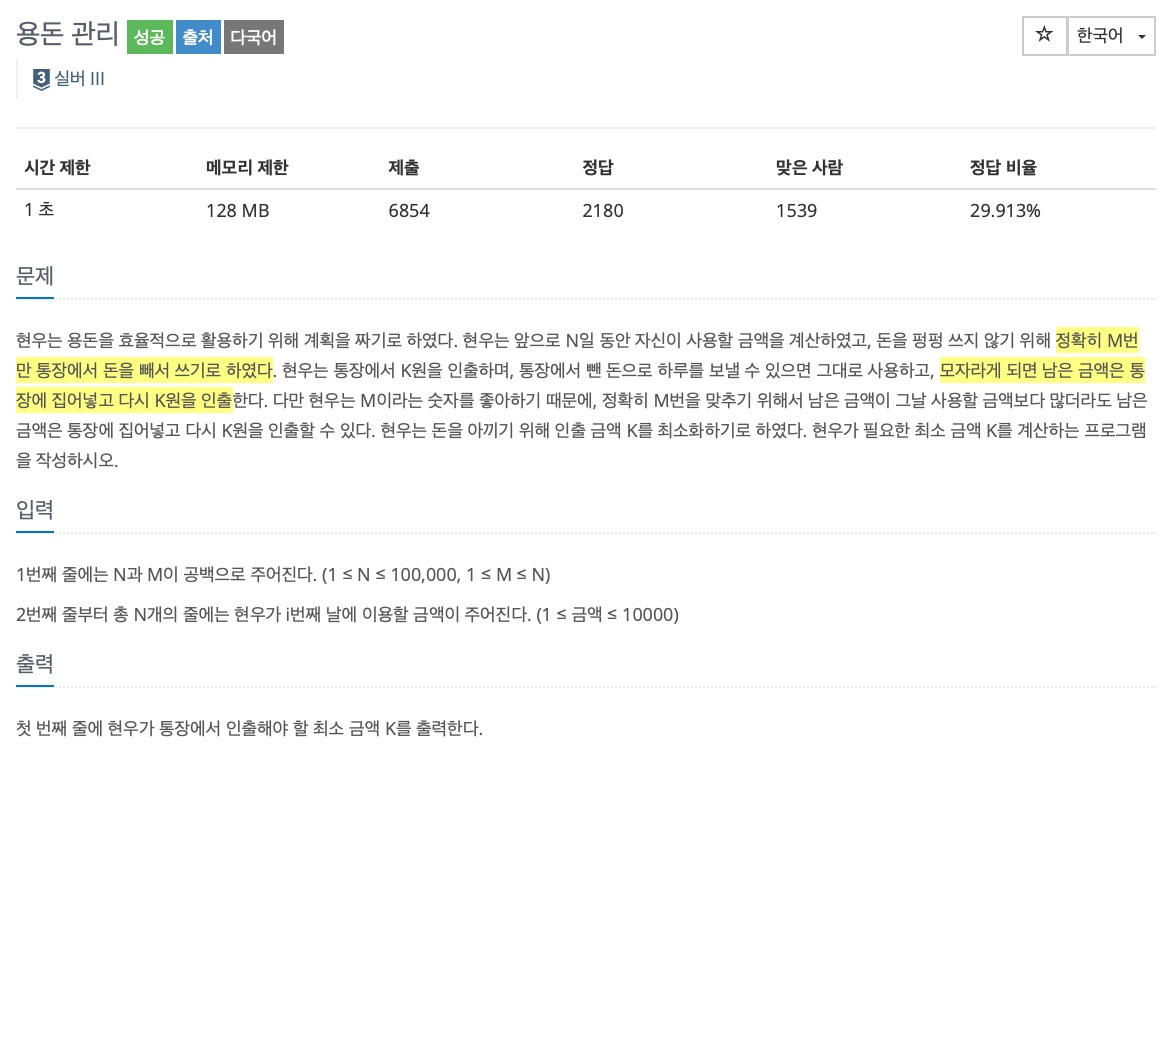 용돈 관리 성공 출처 다국어 ☆ 한국어
3 실버 III
시간 제한 메모리 제한 제출 정답 맞은 사람 정답 비율
1 초 128 MB 6854 2180 1539 29.913%
문제
현우는 용돈을 효율적으로 활용하기 위해 계획을 짜기로 하였다. 현우는 앞으로 N일 동안 자신이 사용할 금액을 계산하였고, 돈을 펑펑 쓰지 않기 위해 정확히 M번
만 통장에서 돈을 빼서 쓰기로 하였다. 현우는 통장에서 K원을 인출하며, 통장에서 뺀 돈으로 하루를 보낼 수 있으면 그대로 사용하고, 모자라게 되면 남은 금액은 통
장에 집어넣고 다시 K원을 인출한다. 다만 현우는 M이라는 숫자를 좋아하기 때문에, 정확히 M번을 맞추기 위해서 남은 금액이 그날 사용할 금액보다 많더라도 남은
금액은 통장에 집어넣고 다시 K원을 인출할 수 있다. 현우는 돈을 아끼기 위해 인출 금액 K를 최소화하기로 하였다. 현우가 필요한 최소 금액 K를 계산하는 프로그램
을 작성하시오.
입력
1번째 줄에는 N과 M이 공백으로 주어진다. (1 ≤ N ≤ 100,000, 1 ≤ M ≤ N)
2번째 줄부터 총 N개의 줄에는 현우가 i번째 날에 이용할 금액이 주어진다. (1 ≤ 금액 ≤ 10000)
출력
첫 번째 줄에 현우가 통장에서 인출해야 할 최소 금액 K를 출력한다.